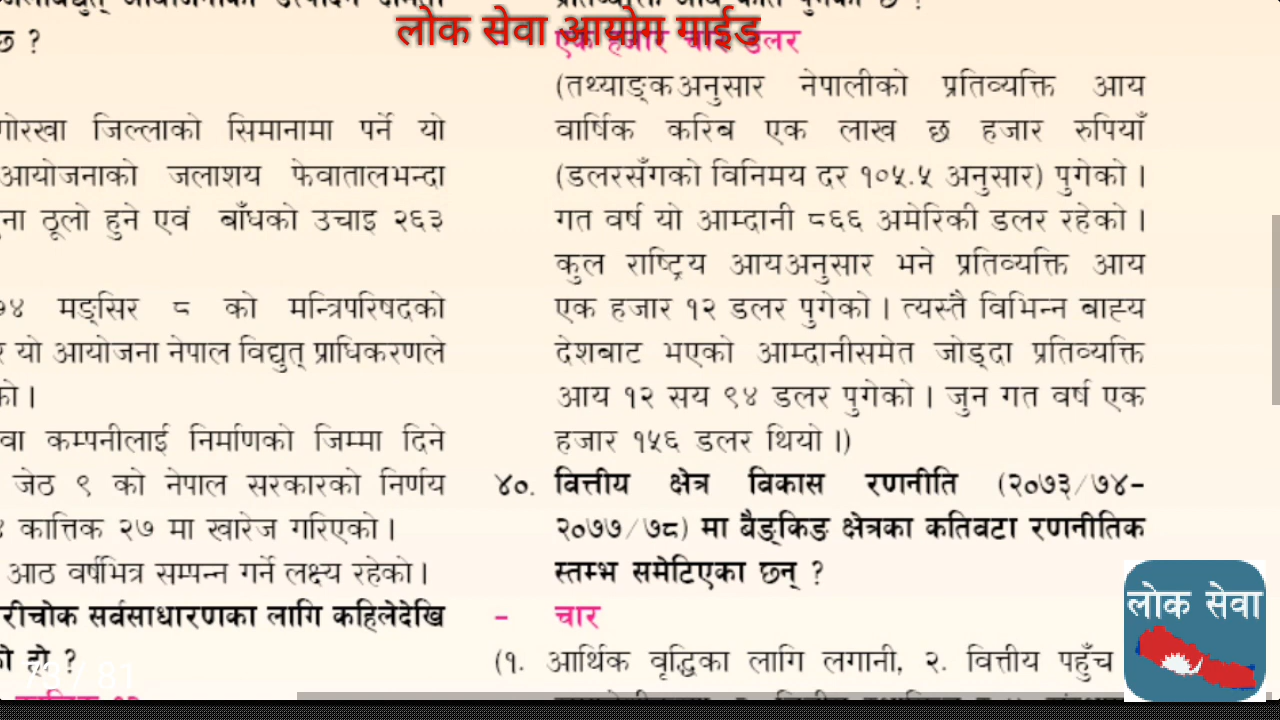 लोक सेवा आयोग गाईड
छ ?
गोरखा जिल्लाको सिमानामा पर्ने यो
आयोजनाको जलाशय फेवातालभन्दा
ना ठूलो हुने एवं बाँधको उचाइ २६३
७४ मङ्सिर ८ को मन्त्रिपरिषदको
र यो आयोजना नेपाल विद्युत् प्राधिकरणले
को ।
वा कम्पनीलाई निर्माणको जिम्मा दिने
जेठ ९ को नेपाल सरकारको निर्णय
कात्तिक २७ मा खारेज गरिएको ।
आठ वर्षभित्र सम्पन्न गर्ने लक्ष्य रहेको ।
रीचोक सर्वसाधारणका लागि कहिलेदेखि
हो ?
एक हजार चार डलर
(तथ्याङ्कअनुसार नेपालीको प्रतिव्यक्ति आय
वार्षिक करिब एक लाख छ हजार रुपियाँ
(डलरसँगको विनिमय दर १०५.५ अनुसार) पुगेको ।
गत वर्ष यो आम्दानी ८६६ अमेरिकी डलर रहेको ।
कुल राष्ट्रिय आयअनुसार भने प्रतिव्यक्ति आय
एक हजार १२ डलर पुगेको । त्यस्तै विभिन्न बाह्य
देशबाट भएको आम्दानीसमेत जोड्दा प्रतिव्यक्ति
आय १२ सय ९४ डलर पुगेको । जुन गत वर्ष एक
हजार १५६ डलर थियो ।)
४०. वित्तीय क्षेत्र विकास रणनीति (२०७३/७४-
२०७७/७८) मा बैङ्किङ क्षेत्रका कतिवटा रणनीतिक
स्तम्भ समेटिएका छन् ?
- चार
(१. आर्थिक वृद्धिका लागि लगानी, २. वित्तीय पहुँच
लोक सेवा